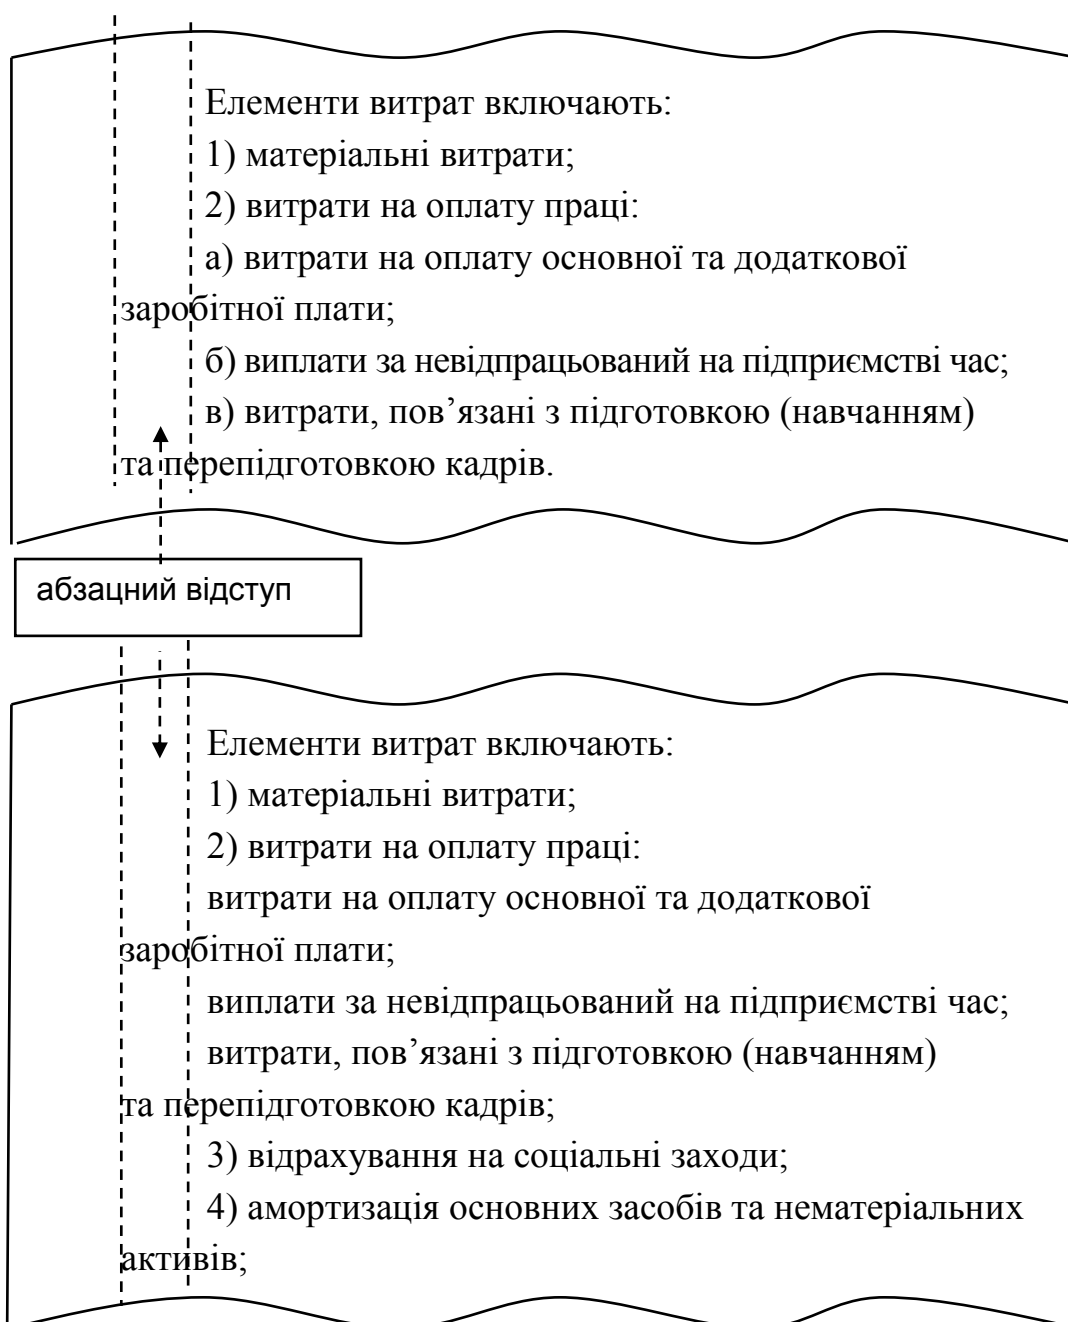 Елементи витрат включають:
1) матеріальні витрати;
2) витрати на оплату праці:
а) витрати на оплату основної та додаткової
заробітної плати;
б) виплати за невідпрацьований на підприємстві час;
в) витрати, пов’язані з підготовкою (навчанням)
та перепідготовкою кадрів.
абзацний відступ
Елементи витрат включають:
1) матеріальні витрати;
2) витрати на оплату праці:
витрати на оплату основної та додаткової
заробітної плати;
виплати за невідпрацьований на підприємстві час;
витрати, пов’язані з підготовкою (навчанням)
та перепідготовкою кадрів;
3) відрахування на соціальні заходи;
4) амортизація основних засобів та нематеріальних
активів;